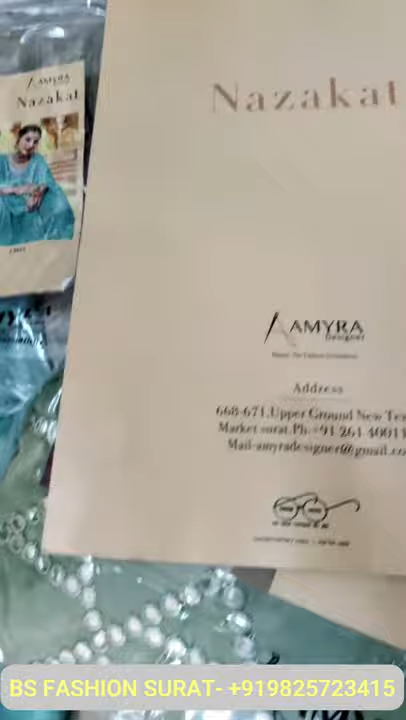 AMYRA
Nazakat
Nazakat
AMYRA
Designer
Address
668-671,Upper Ground New Tex
Market surat.Ph.+91 261 40011
Mail-amyradesigner@gmail.co
BS FASHION SURAT- +919825723415